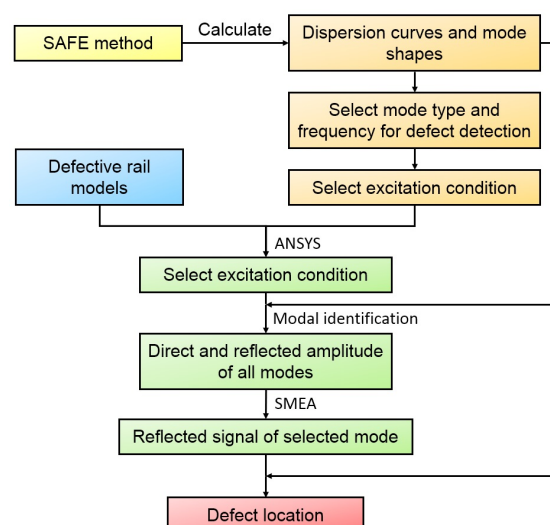 SAFE method
Calculate
Dispersion curves and mode
shapes
Select mode type and
frequency for defect detection
Defective rail
models
Select excitation condition
ANSYS
Select excitation condition
Modal identification
Direct and reflected amplitude
of all modes
SMEA
Reflected signal of selected mode
Defect location